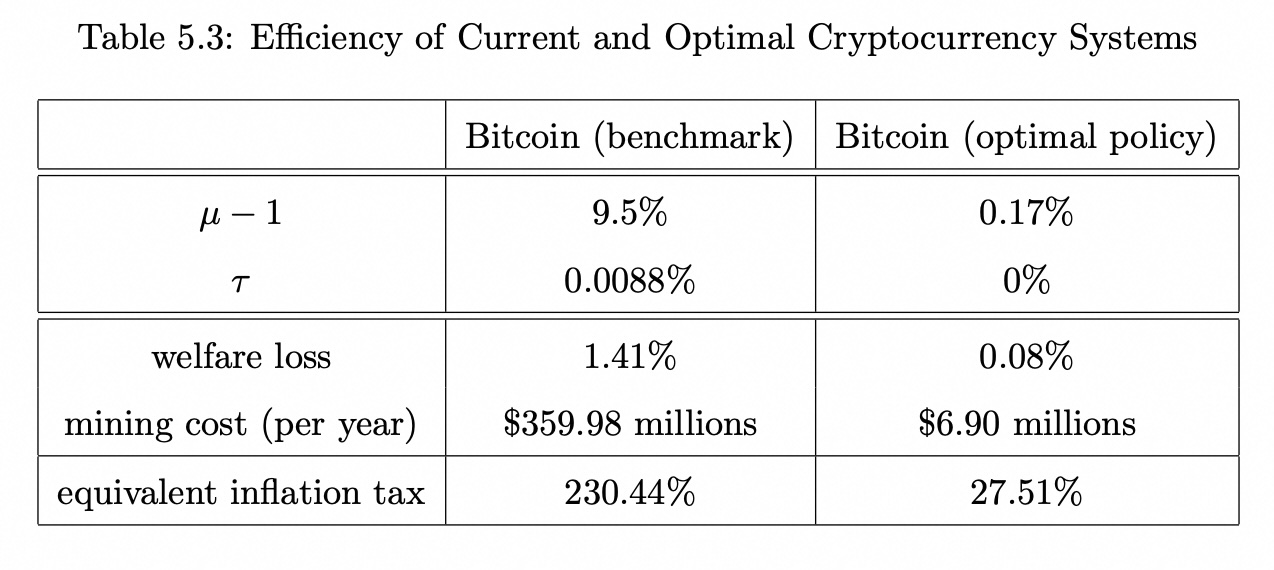 Table 5.3: Efficiency of Current and Optimal Cryptocurrency Systems
Bitcoin (benchmark) Bitcoin (optimal policy)
μ − 1 9.5% 0.17%
τ 0.0088% 0%
welfare loss 1.41% 0.08%
mining cost (per year) $359.98 millions $6.90 millions
equivalent inflation tax 230.44% 27.51%